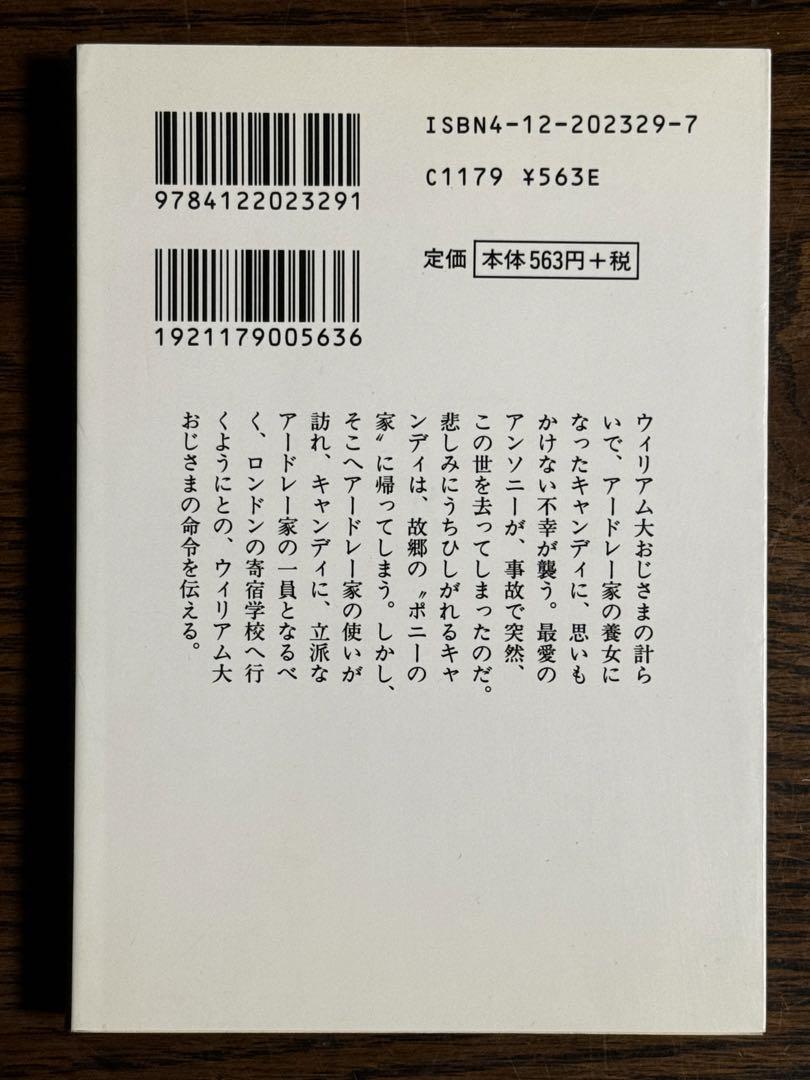 9784122023291
ISBN4-12-202329-7
C1179 ¥563E
1921179005636
定価 本体563円+税
ウィリアム大おじさまの計ら
いで、アードレー家の養女に
なったキャンディに、思いも
かけない不幸が襲う。最愛の
アンソニーが、事故で突然、
この世を去ってしまったのだ。
悲しみにうちひしがれるキャ
ンディは、故郷の〝ポニーの
家〟に帰ってしまう。しかし、
そこへアードレー家の使いが
訪れ、キャンディに、立派な
アードレー家の一員となるべ
く、ロンドンの寄宿学校へ行
くようにとの、ウィリアム大
おじさまの命令を伝える。